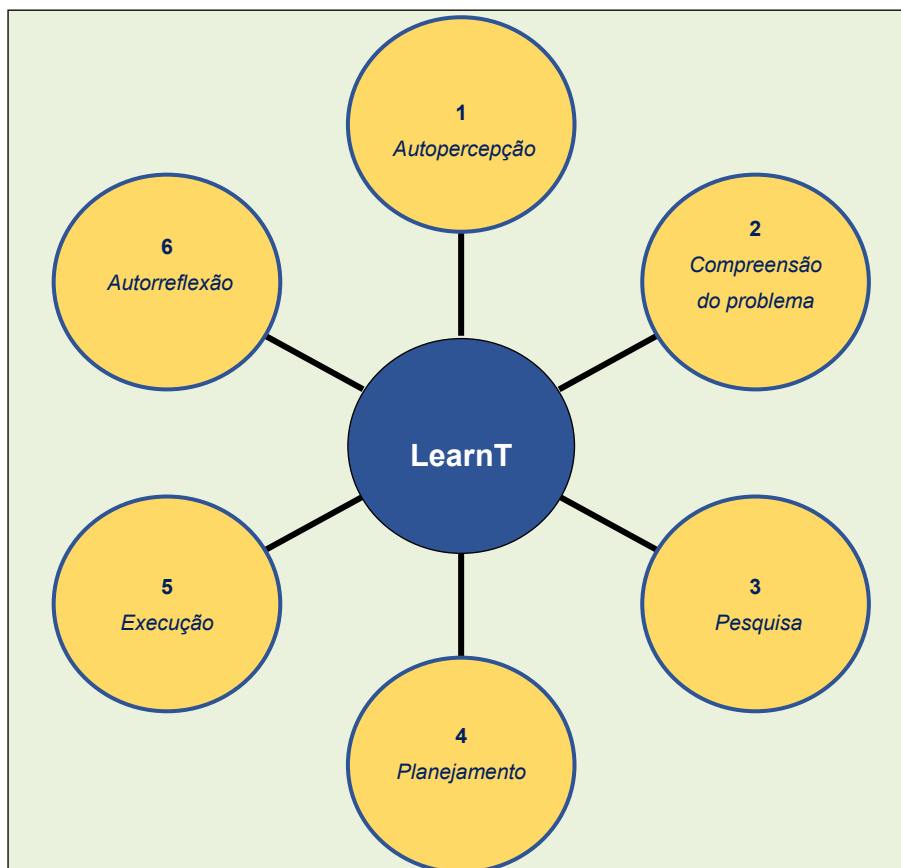 1
Autopercepção
2
Compreensão
do problema
3
Pesquisa
4
Planejamento
5
Execução
6
Autorreflexão
LearnT